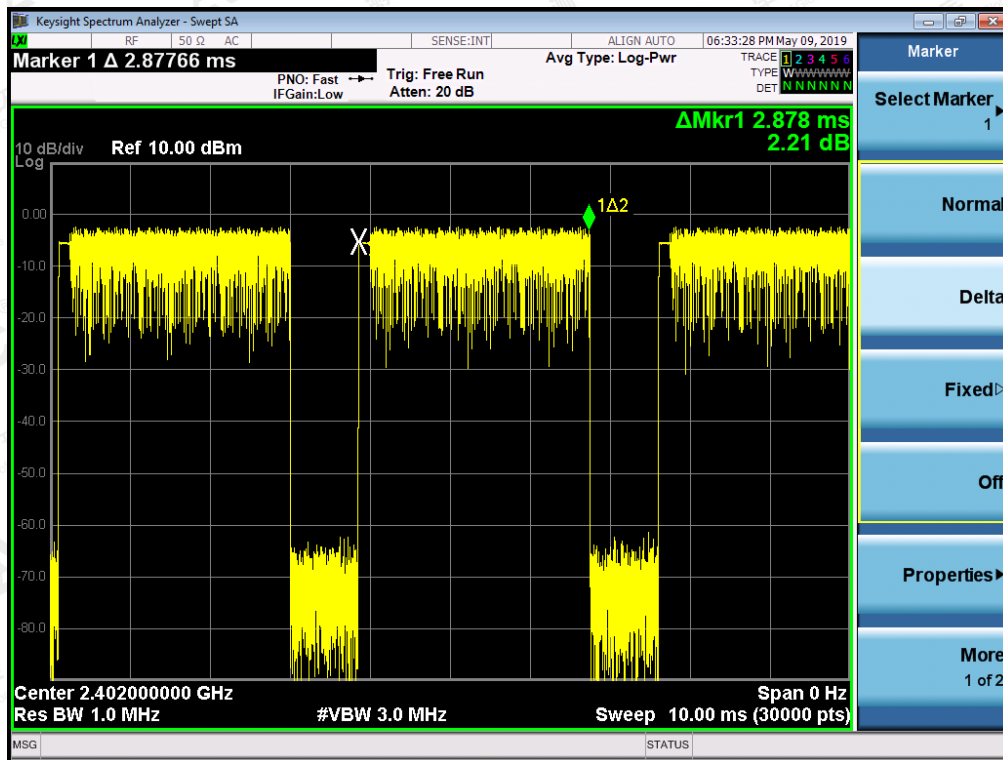 Keysight Spectrum Analyzer - Swept SA
LXI RF 50 Ω AC SENSE:INT ALIGN AUTO 06:33:28 PM May 09, 2019
Marker 1 Δ 2.87766 ms
PNO: Fast
IFGain:Low
Trig: Free Run
Atten: 20 dB
Avg Type: Log-Pwr
TRACE 1 2 3 4 5 6
TYPE W
DET N N N N N N
ΔMkr1 2.878 ms
2.21 dB
10 dB/div Ref 10.00 dBm
Log
0.00
-10.0
-20.0
-30.0
-40.0
-50.0
-60.0
-70.0
-80.0
1Δ2
Center 2.402000000 GHz Span 0 Hz
Res BW 1.0 MHz #VBW 3.0 MHz Sweep 10.00 ms (30000 pts)
MSG STATUS
Marker
Select Marker
1
Normal
Delta
Fixed
Off
Properties
More
1 of 2